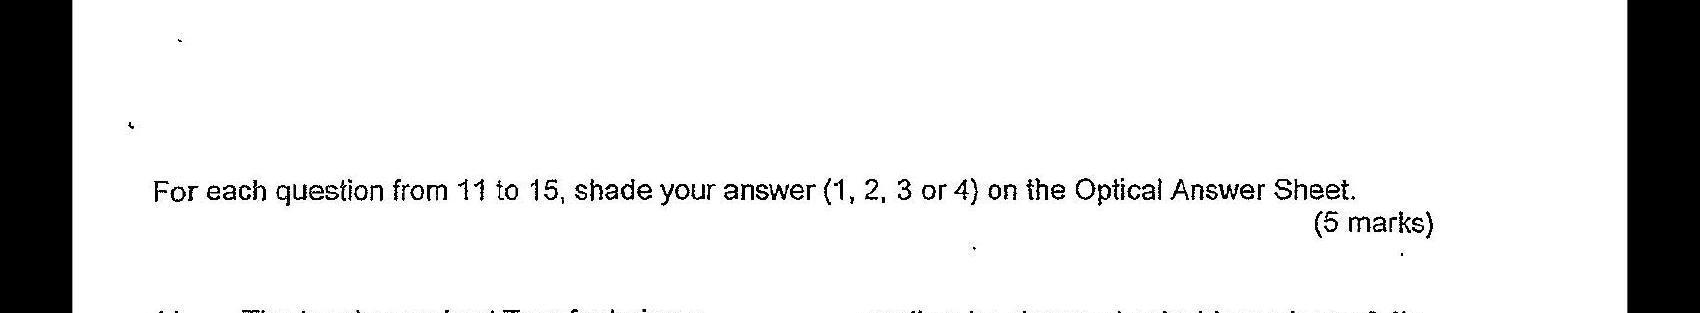 For each question from 11 to 15, shade your answer (1, 2, 3 or 4) on the Optical Answer Sheet.
(5 marks)